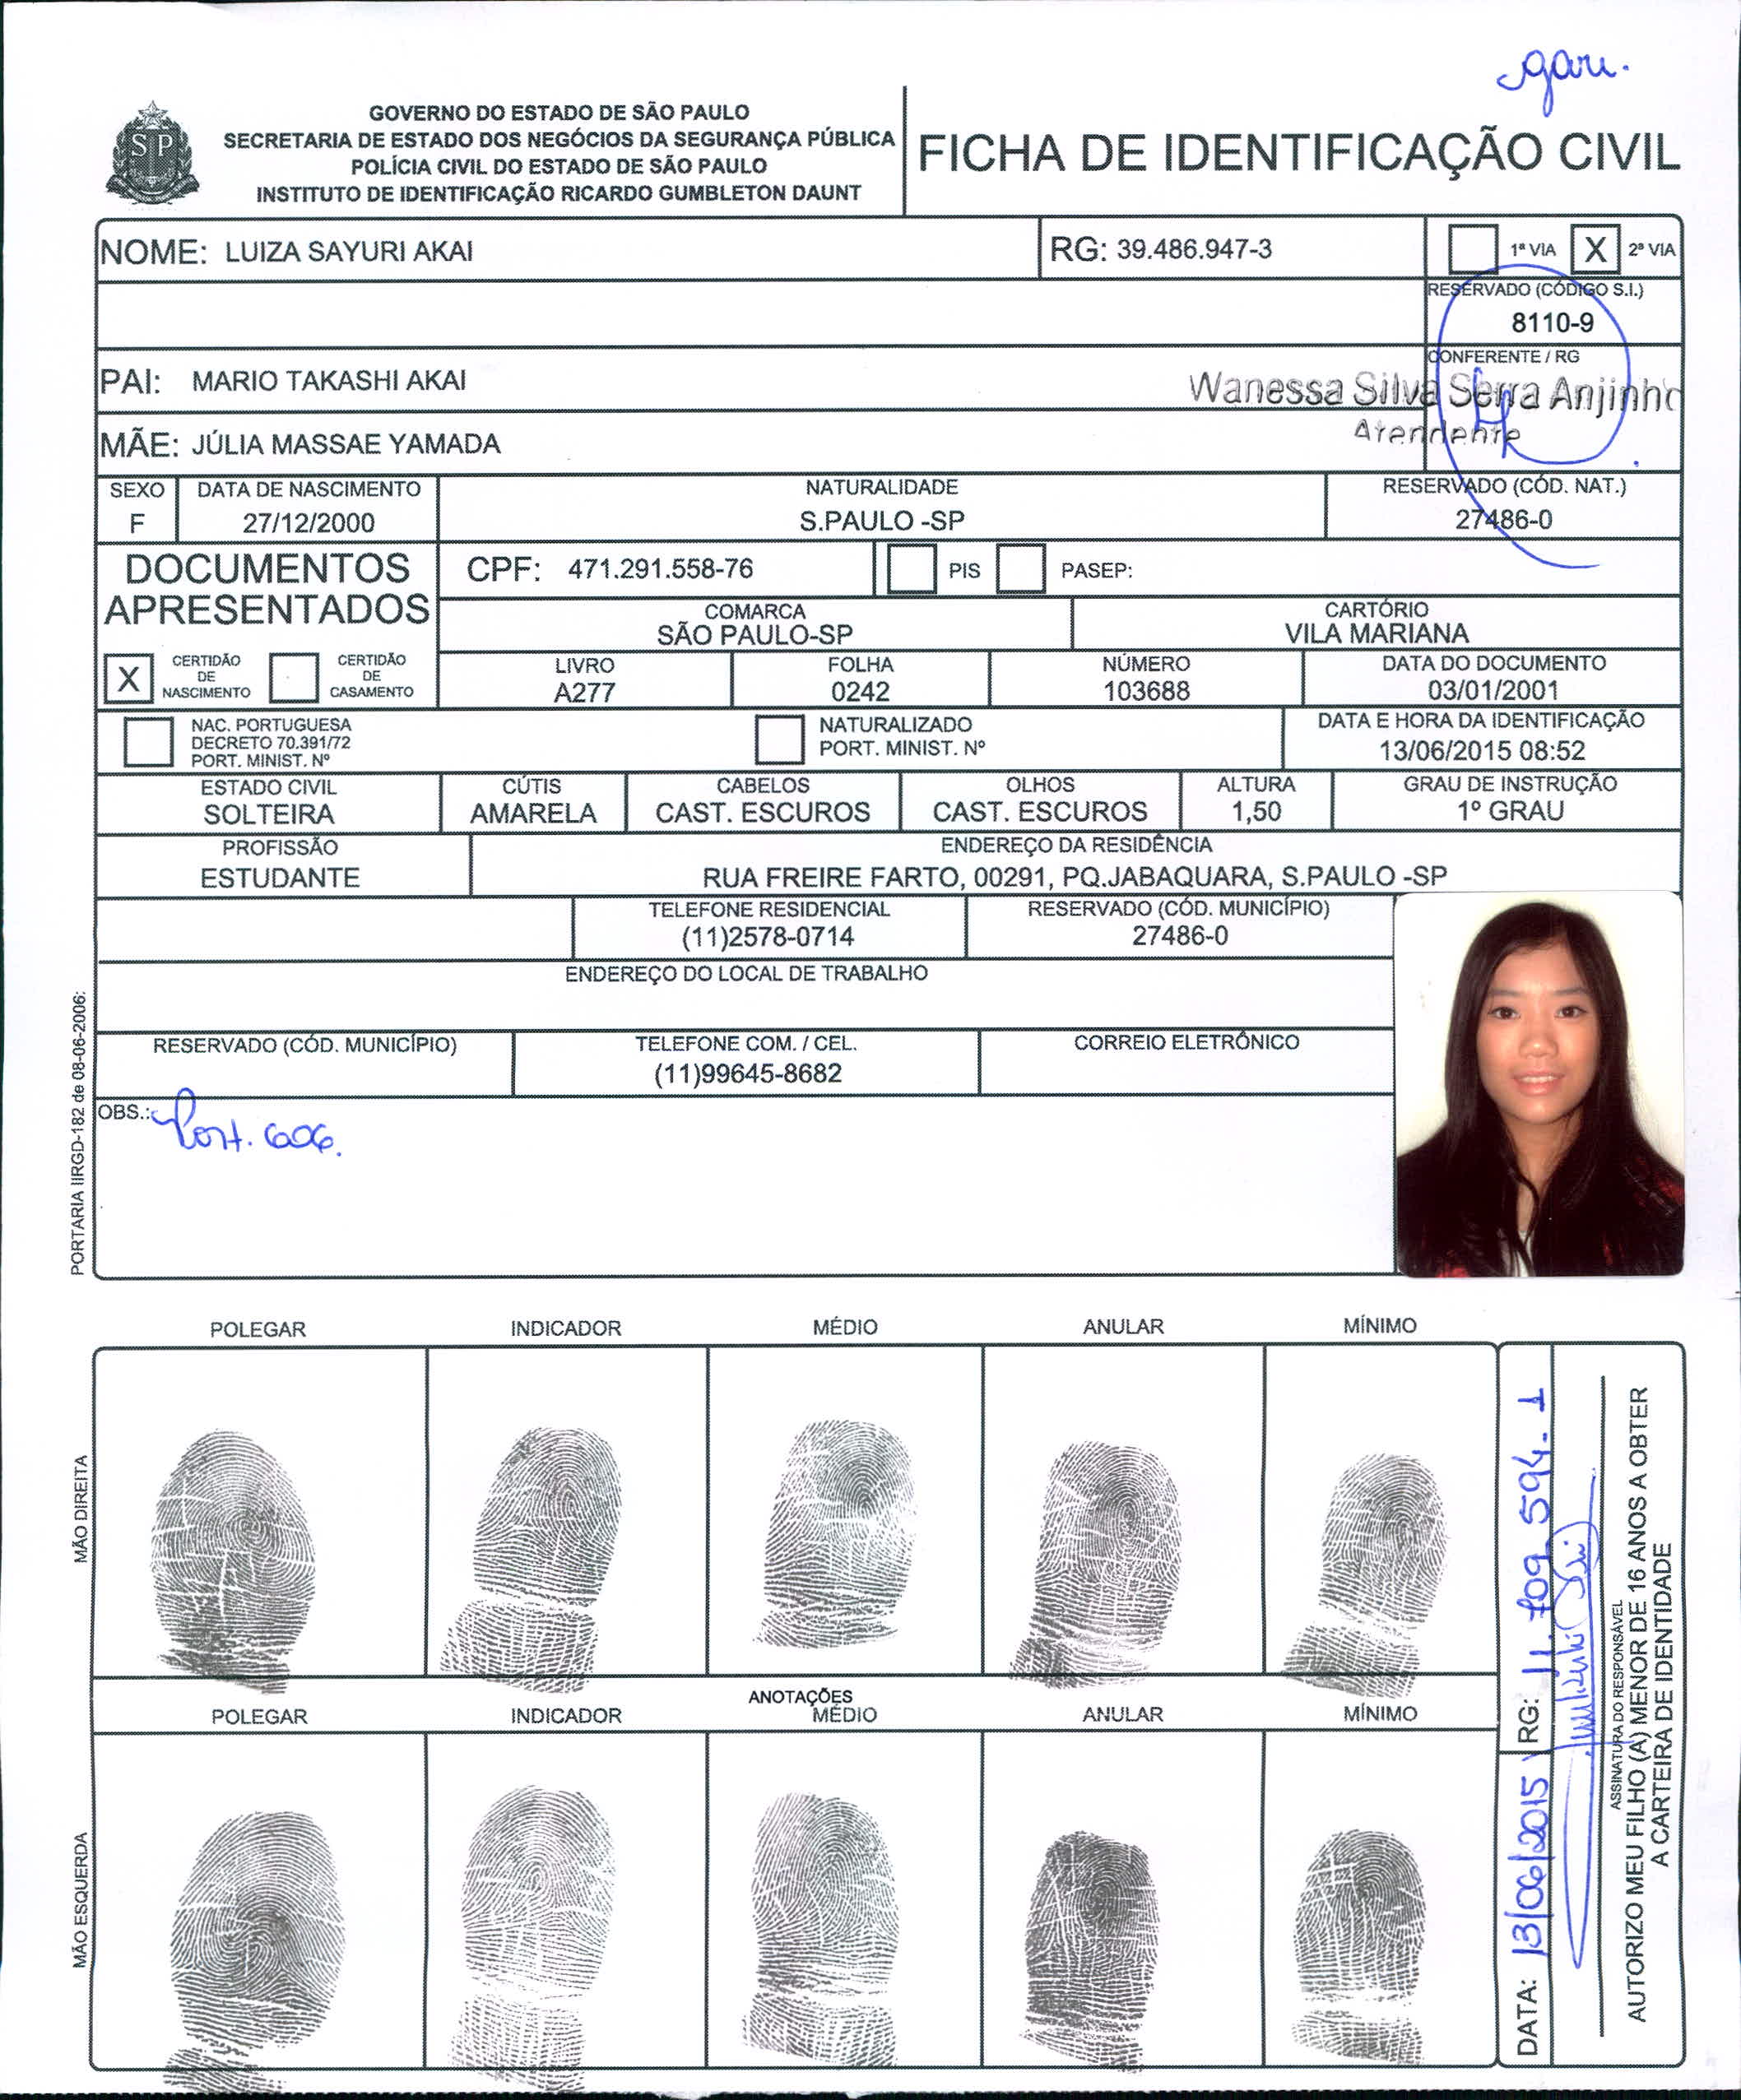 garu.
GOVERNO DO ESTADO DE SÃO PAULO
SECRETARIA DE ESTADO DOS NEGÓCIOS DA SEGURANÇA PÚBLICA
POLÍCIA CIVIL DO ESTADO DE SÃO PAULO
INSTITUTO DE IDENTIFICAÇÃO RICARDO GUMBLETON DAUNT
SP
FICHA DE IDENTIFICAÇÃO CIVIL
NOME: LUIZA SAYURI AKAI
RG: 39.486.947-3
1ª VIA X 2ª VIA
RESERVADO (CÓDIGO S.I.)
8110-9
PAI: MARIO TAKASHI AKAI
CONFERENTE / RG
Wanessa Silva Serra Anjinho
Atendente
MÃE: JÚLIA MASSAE YAMADA
SEXO
F
DATA DE NASCIMENTO
27/12/2000
NATURALIDADE
S.PAULO -SP
RESERVADO (CÓD. NAT.)
27486-0
DOCUMENTOS
APRESENTADOS
CPF: 471.291.558-76
PIS
PASEP:
COMARCA
SÃO PAULO-SP
CARTÓRIO
VILA MARIANA
X CERTIDÃO
DE
NASCIMENTO
CERTIDÃO
DE
CASAMENTO
LIVRO
A277
FOLHA
0242
NÚMERO
103688
DATA DO DOCUMENTO
03/01/2001
NAC. PORTUGUESA
DECRETO 70.391/72
PORT. MINIST. Nº
NATURALIZADO
PORT. MINIST. Nº
DATA E HORA DA IDENTIFICAÇÃO
13/06/2015 08:52
ESTADO CIVIL
SOLTEIRA
CÚTIS
AMARELA
CABELOS
CAST. ESCUROS
OLHOS
CAST. ESCUROS
ALTURA
1,50
GRAU DE INSTRUÇÃO
1º GRAU
PROFISSÃO
ESTUDANTE
ENDEREÇO DA RESIDÊNCIA
RUA FREIRE FARTO, 00291, PQ.JABAQUARA, S.PAULO -SP
TELEFONE RESIDENCIAL
(11)2578-0714
RESERVADO (CÓD. MUNICÍPIO)
27486-0
ENDEREÇO DO LOCAL DE TRABALHO
RESERVADO (CÓD. MUNICÍPIO)
TELEFONE COM. / CEL.
(11)99645-8682
CORREIO ELETRÔNICO
OBS.: Port. 606.
PORTARIA IIRGD-182 de 08-06-2006:
POLEGAR INDICADOR MÉDIO ANULAR MÍNIMO
MÃO DIREITA
ANOTAÇÕES
POLEGAR INDICADOR MÉDIO ANULAR MÍNIMO
MÃO ESQUERDA
DATA: 13/06/2015 RG: 11.709.594-1
ASSINATURA DO RESPONSÁVEL
AUTORIZO MEU FILHO (A) MENOR DE 16 ANOS A OBTER
A CARTEIRA DE IDENTIDADE